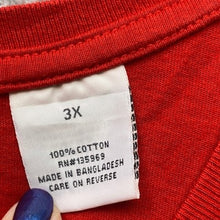 3X
100% COTTON
RN#135969
MADE IN BANGLADESH
CARE ON REVERSE